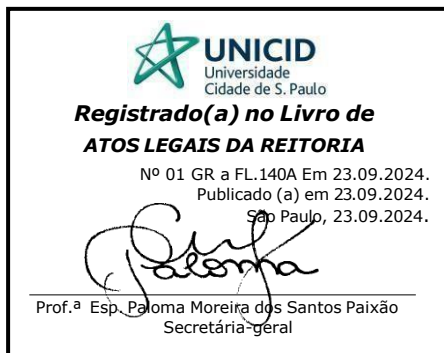 UNICID
Universidade
Cidade de S. Paulo
Registrado(a) no Livro de
ATOS LEGAIS DA REITORIA
Nº 01 GR a FL.140A Em 23.09.2024.
Publicado (a) em 23.09.2024.
São Paulo, 23.09.2024.
Paloma
Prof.ª Esp. Paloma Moreira dos Santos Paixão
Secretária-geral